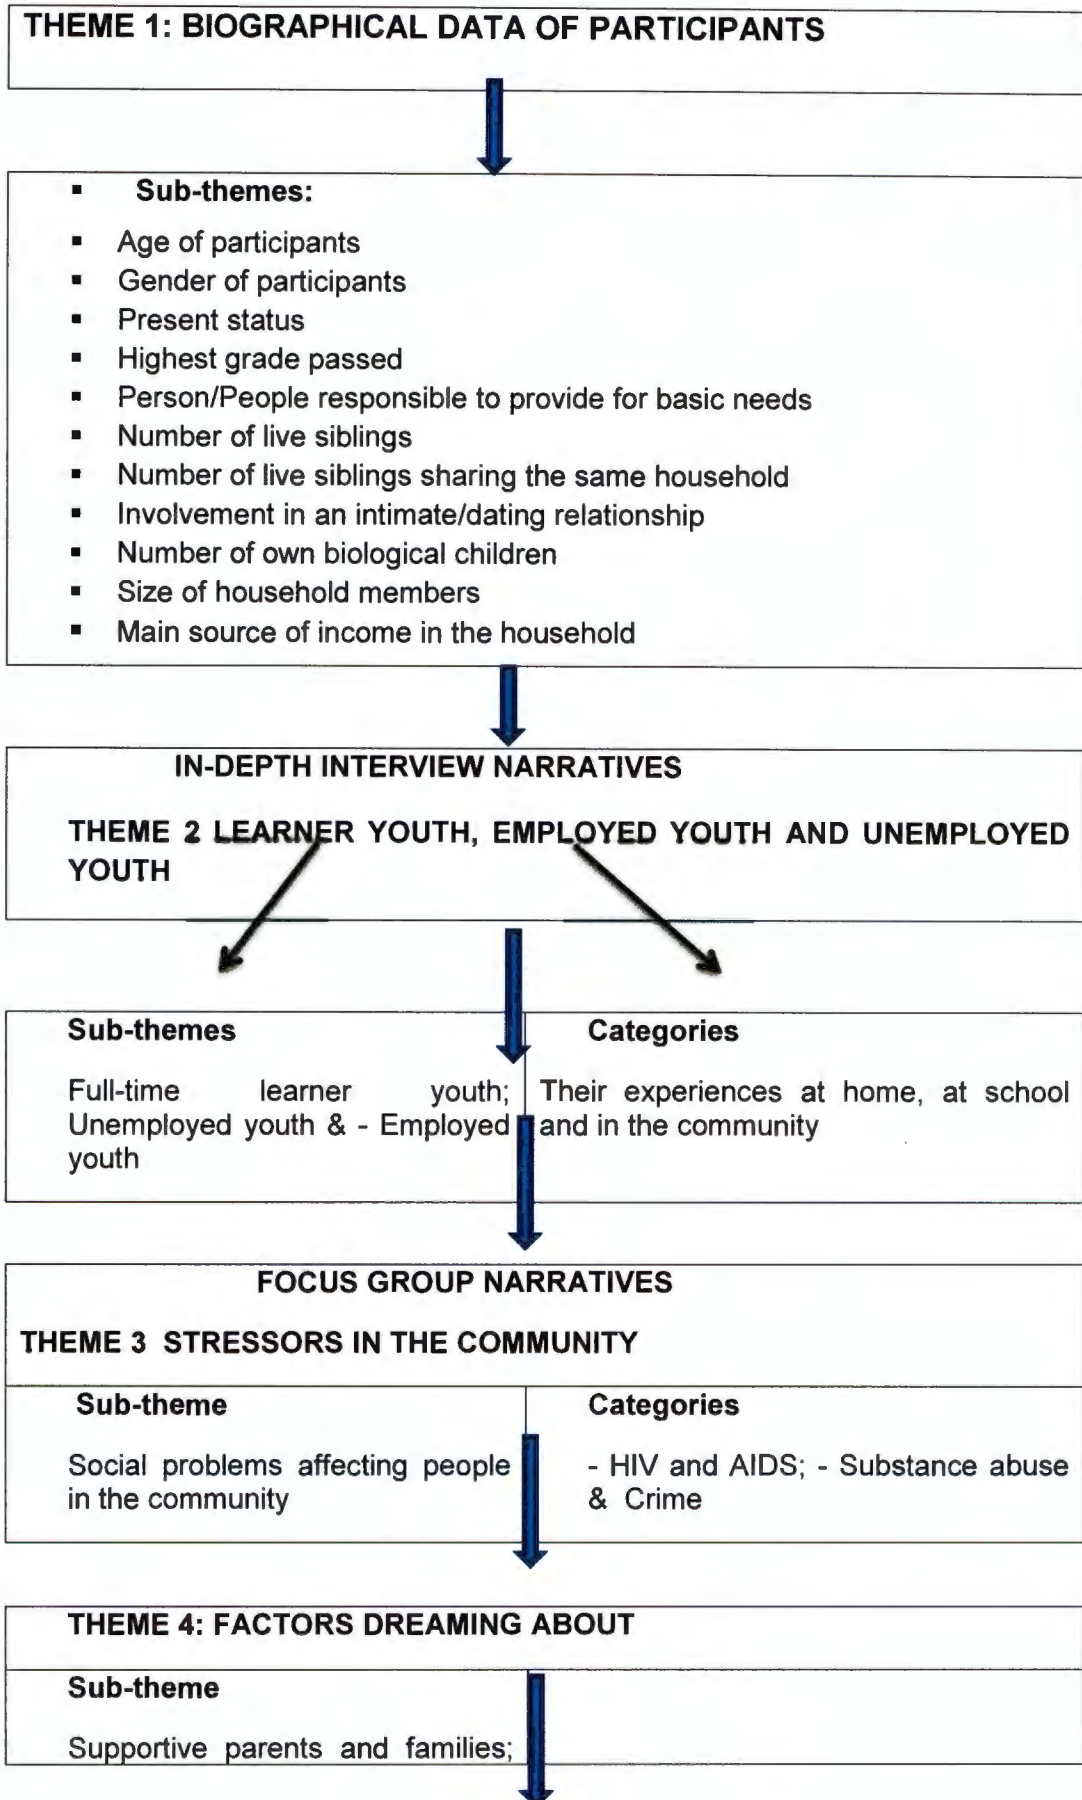 THEME 1: BIOGRAPHICAL DATA OF PARTICIPANTS
▪ Sub-themes:
▪ Age of participants
▪ Gender of participants
▪ Present status
▪ Highest grade passed
▪ Person/People responsible to provide for basic needs
▪ Number of live siblings
▪ Number of live siblings sharing the same household
▪ Involvement in an intimate/dating relationship
▪ Number of own biological children
▪ Size of household members
▪ Main source of income in the household
IN-DEPTH INTERVIEW NARRATIVES
THEME 2 LEARNER YOUTH, EMPLOYED YOUTH AND UNEMPLOYED
YOUTH
Sub-themes
Full-time learner youth;
Unemployed youth & - Employed
youth
Categories
Their experiences at home, at school
and in the community
FOCUS GROUP NARRATIVES
THEME 3 STRESSORS IN THE COMMUNITY
Sub-theme
Social problems affecting people
in the community
Categories
- HIV and AIDS; - Substance abuse
& Crime
THEME 4: FACTORS DREAMING ABOUT
Sub-theme
Supportive parents and families;